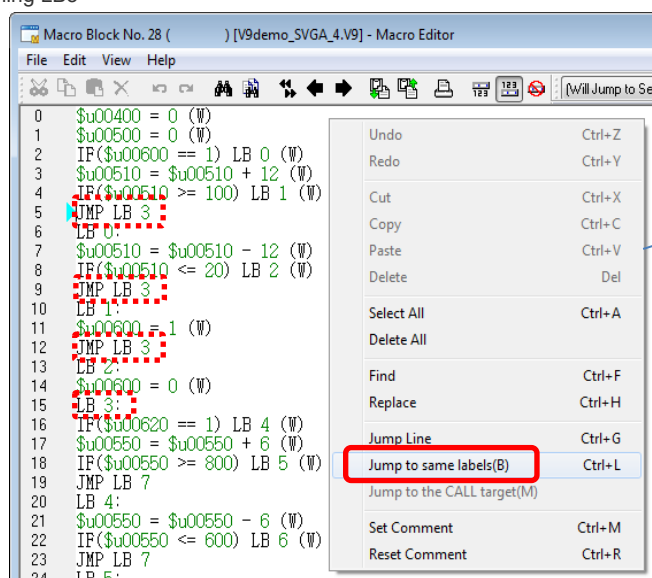 ning LBs
Macro Block No. 28 ( ) [V9demo_SVGA_4.V9] - Macro Editor
File Edit View Help
(Will Jump to Se
0 $u00400 = 0 (W)
1 $u00500 = 0 (W)
2 IF($u00600 == 1) LB 0 (W)
3 $u00510 = $u00510 + 12 (W)
4 IF($u00510 >= 100) LB 1 (W)
5 JMP LB 3
6 LB 0:
7 $u00510 = $u00510 - 12 (W)
8 IF($u00510 <= 20) LB 2 (W)
9 JMP LB 3
10 LB 1:
11 $u00600 = 1 (W)
12 JMP LB 3
13 LB 2:
14 $u00600 = 0 (W)
15 LB 3:
16 IF($u00620 == 1) LB 4 (W)
17 $u00550 = $u00550 + 6 (W)
18 IF($u00550 >= 800) LB 5 (W)
19 JMP LB 7
20 LB 4:
21 $u00550 = $u00550 - 6 (W)
22 IF($u00550 <= 600) LB 6 (W)
23 JMP LB 7
24 LB 5:
Undo Ctrl+Z
Redo Ctrl+Y
Cut Ctrl+X
Copy Ctrl+C
Paste Ctrl+V
Delete Del
Select All Ctrl+A
Delete All
Find Ctrl+F
Replace Ctrl+H
Jump Line Ctrl+G
Jump to same labels(B) Ctrl+L
Jump to the CALL target(M)
Set Comment Ctrl+M
Reset Comment Ctrl+R